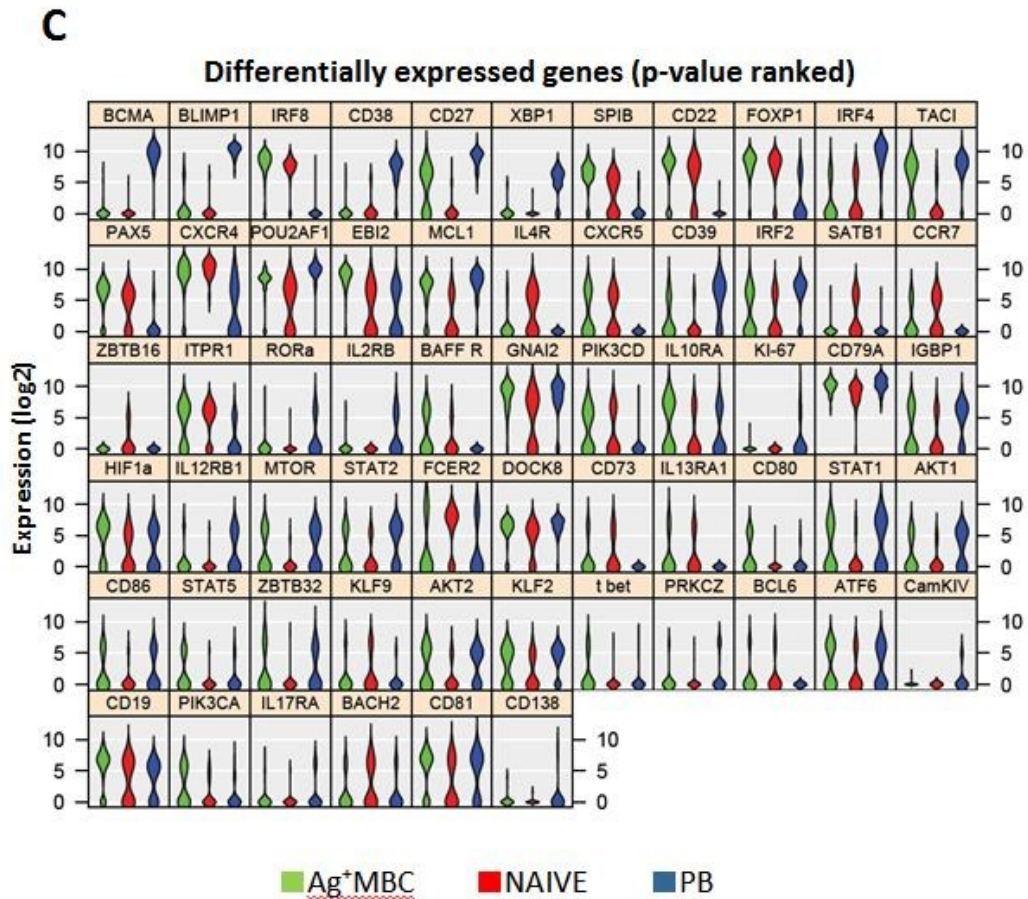 C
Differentially expressed genes (p-value ranked)
BCMA BLIMP1 IRF8 CD38 CD27 XBP1 SPIB CD22 FOXP1 IRF4 TACI
10 10
5 5
0 0
PAX5 CXCR4 POU2AF1 EBI2 MCL1 IL4R CXCR5 CD39 IRF2 SATB1 CCR7
10 10
5 5
0 0
ZBTB16 ITPR1 RORa IL2RB BAFF R GNAI2 PIK3CD IL10RA KI-67 CD79A IGBP1
10 10
5 5
0 0
HIF1a IL12RB1 MTOR STAT2 FCER2 DOCK8 CD73 IL13RA1 CD80 STAT1 AKT1
10 10
5 5
0 0
CD86 STAT5 ZBTB32 KLF9 AKT2 KLF2 t bet PRKCZ BCL6 ATF6 CamKIV
10 10
5 5
0 0
CD19 PIK3CA IL17RA BACH2 CD81 CD138
10 10
5 5
0 0
Expression (log2)
Ag⁺MBC NAIVE PB